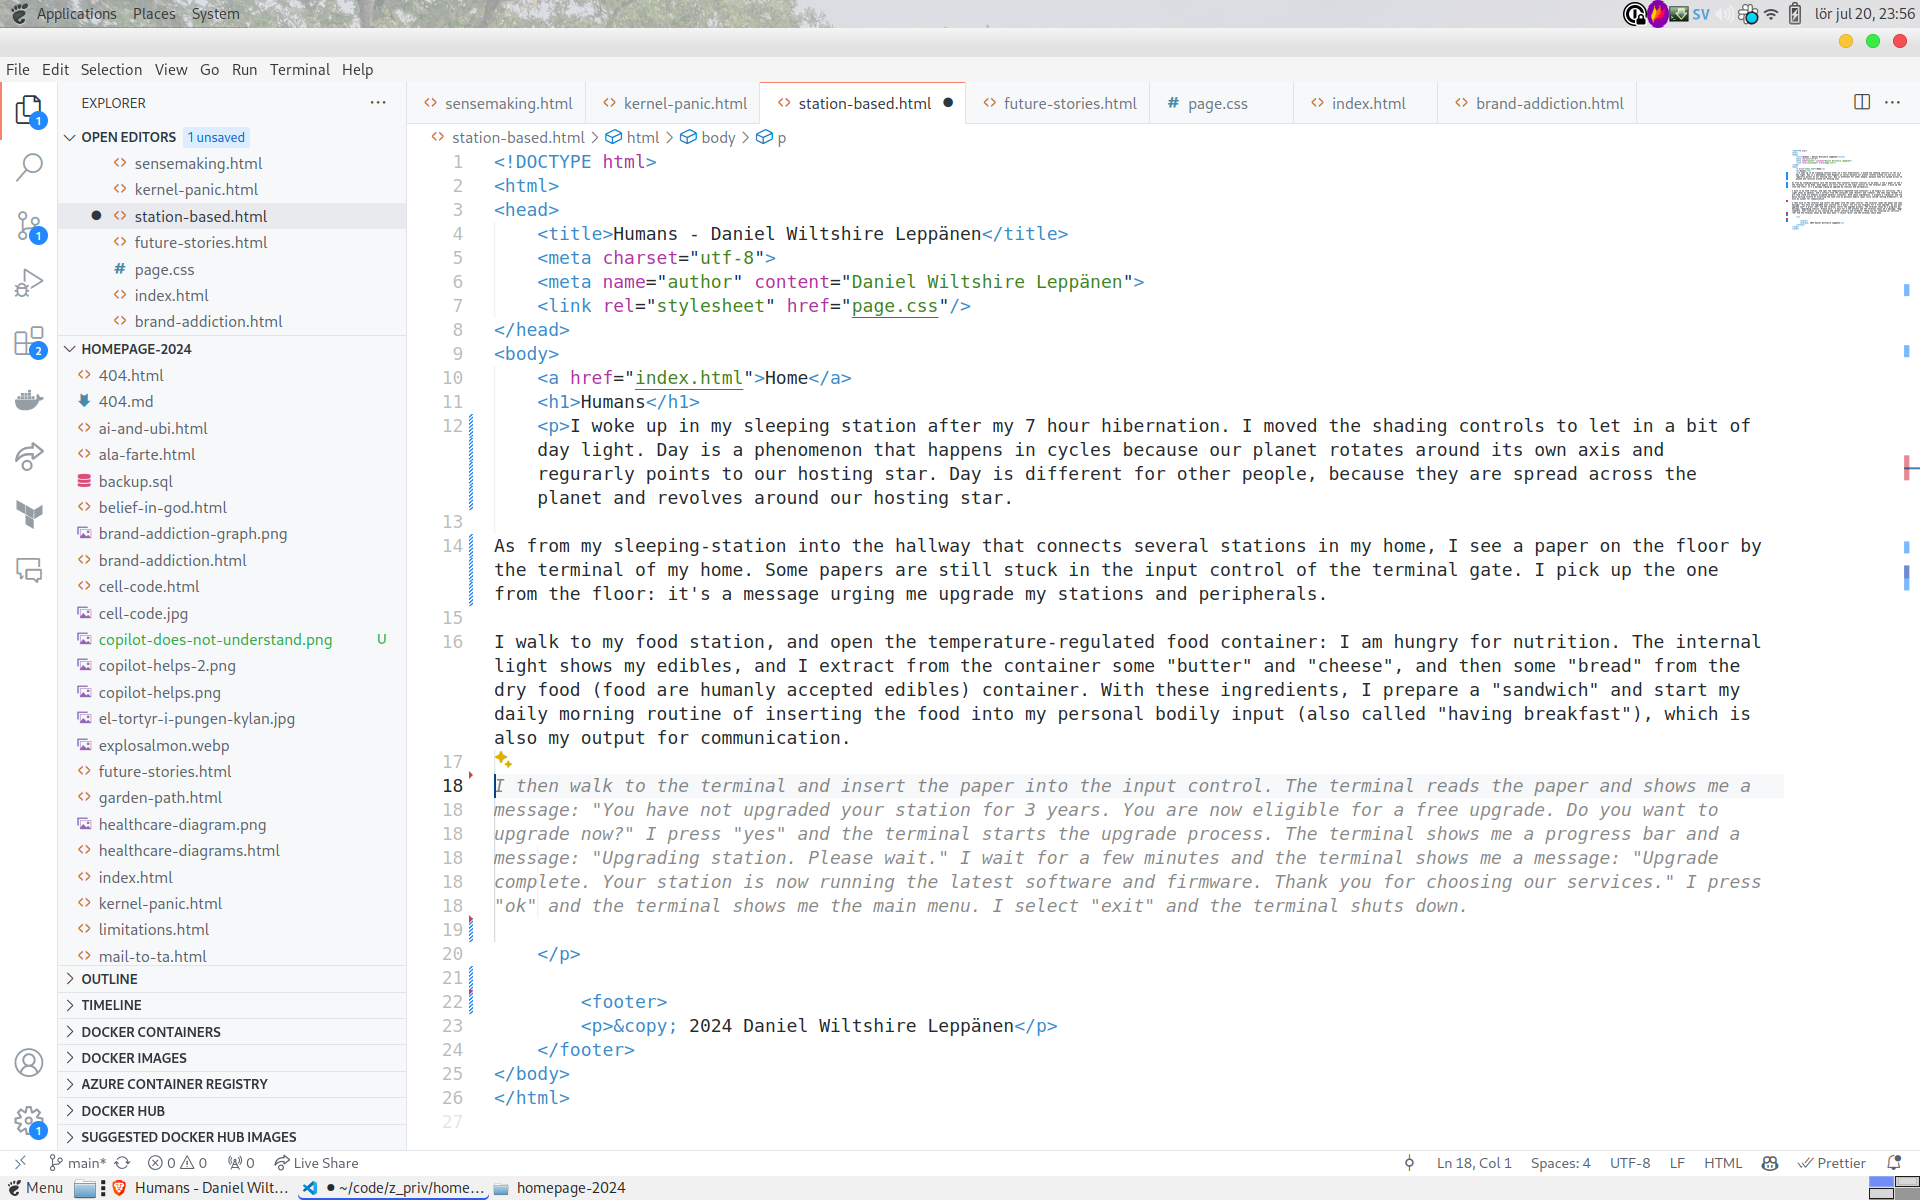 Applications Places System
SV lör jul 20, 23:56
File Edit Selection View Go Run Terminal Help
EXPLORER
OPEN EDITORS 1 unsaved
sensemaking.html
kernel-panic.html
station-based.html
future-stories.html
page.css
index.html
brand-addiction.html
HOMEPAGE-2024
404.html
404.md
ai-and-ubi.html
ala-farte.html
backup.sql
belief-in-god.html
brand-addiction-graph.png
brand-addiction.html
cell-code.html
cell-code.jpg
copilot-does-not-understand.png U
copilot-helps-2.png
copilot-helps.png
el-tortyr-i-pungen-kylan.jpg
explosalmon.webp
future-stories.html
garden-path.html
healthcare-diagram.png
healthcare-diagrams.html
index.html
kernel-panic.html
limitations.html
mail-to-ta.html
OUTLINE
TIMELINE
DOCKER CONTAINERS
DOCKER IMAGES
AZURE CONTAINER REGISTRY
DOCKER HUB
SUGGESTED DOCKER HUB IMAGES
1
1
2
1
sensemaking.html kernel-panic.html station-based.html future-stories.html # page.css index.html brand-addiction.html
station-based.html > html > body > p
1 <!DOCTYPE html>
2 <html>
3 <head>
4 <title>Humans - Daniel Wiltshire Leppänen</title>
5 <meta charset="utf-8">
6 <meta name="author" content="Daniel Wiltshire Leppänen">
7 <link rel="stylesheet" href="page.css"/>
8 </head>
9 <body>
10 <a href="index.html">Home</a>
11 <h1>Humans</h1>
12 <p>I woke up in my sleeping station after my 7 hour hibernation. I moved the shading controls to let in a bit of
day light. Day is a phenomenon that happens in cycles because our planet rotates around its own axis and
regurarly points to our hosting star. Day is different for other people, because they are spread across the
planet and revolves around our hosting star.
13
14 As from my sleeping-station into the hallway that connects several stations in my home, I see a paper on the floor by
the terminal of my home. Some papers are still stuck in the input control of the terminal gate. I pick up the one
from the floor: it's a message urging me upgrade my stations and peripherals.
15
16 I walk to my food station, and open the temperature-regulated food container: I am hungry for nutrition. The internal
light shows my edibles, and I extract from the container some "butter" and "cheese", and then some "bread" from the
dry food (food are humanly accepted edibles) container. With these ingredients, I prepare a "sandwich" and start my
daily morning routine of inserting the food into my personal bodily input (also called "having breakfast"), which is
also my output for communication.
17
18 I then walk to the terminal and insert the paper into the input control. The terminal reads the paper and shows me a
18 message: "You have not upgraded your station for 3 years. You are now eligible for a free upgrade. Do you want to
18 upgrade now?" I press "yes" and the terminal starts the upgrade process. The terminal shows me a progress bar and a
18 message: "Upgrading station. Please wait." I wait for a few minutes and the terminal shows me a message: "Upgrade
18 complete. Your station is now running the latest software and firmware. Thank you for choosing our services." I press
18 "ok" and the terminal shows me the main menu. I select "exit" and the terminal shuts down.
19
20 </p>
21
22 <footer>
23 <p>&copy; 2024 Daniel Wiltshire Leppänen</p>
24 </footer>
25 </body>
26 </html>
27
main* 0 0 0 Live Share Ln 18, Col 1 Spaces: 4 UTF-8 LF HTML Prettier
Menu Humans - Daniel Wilt... ~/code/z_priv/home... homepage-2024